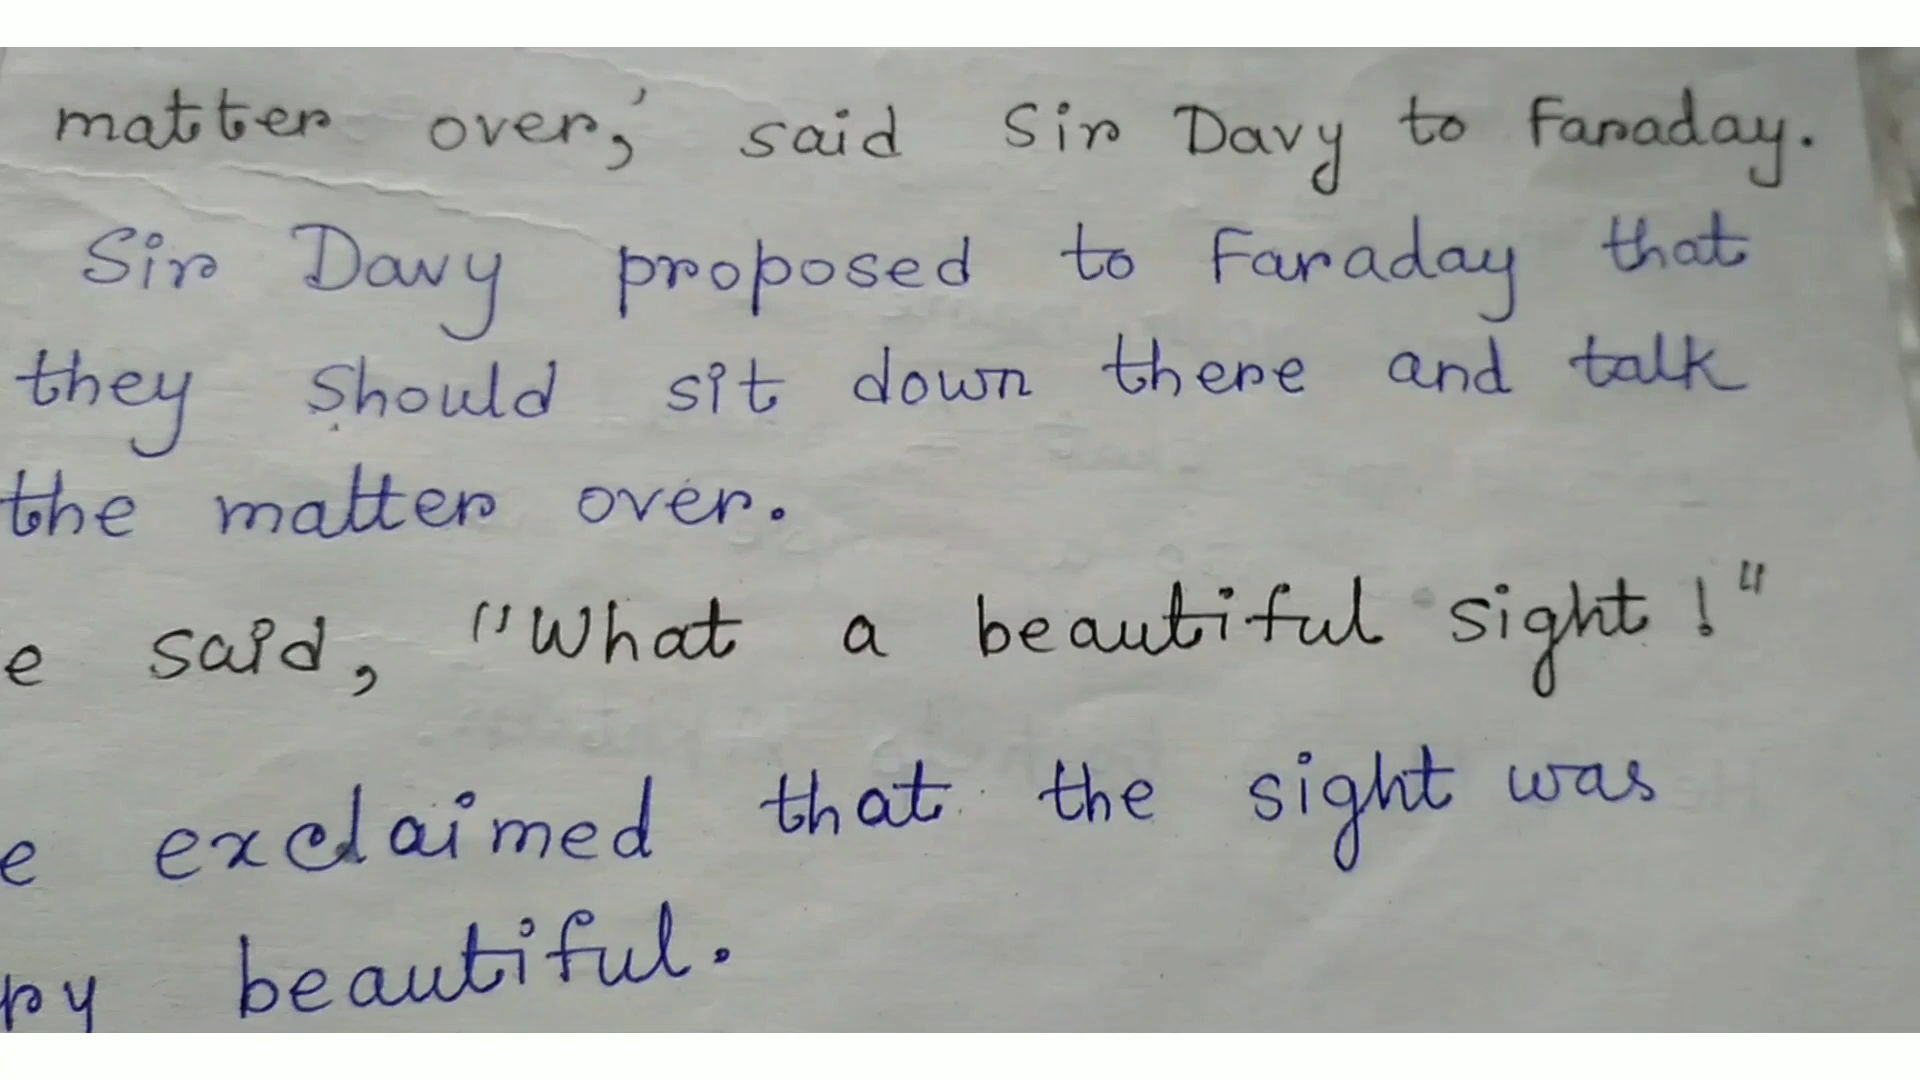 matter over,' said Sir Davy to Faraday.
Sir Davy proposed to Faraday that
they should sit down there and talk
the matter over.
e said, "What a beautiful sight!"
e exclaimed that the sight was
ry beautiful.